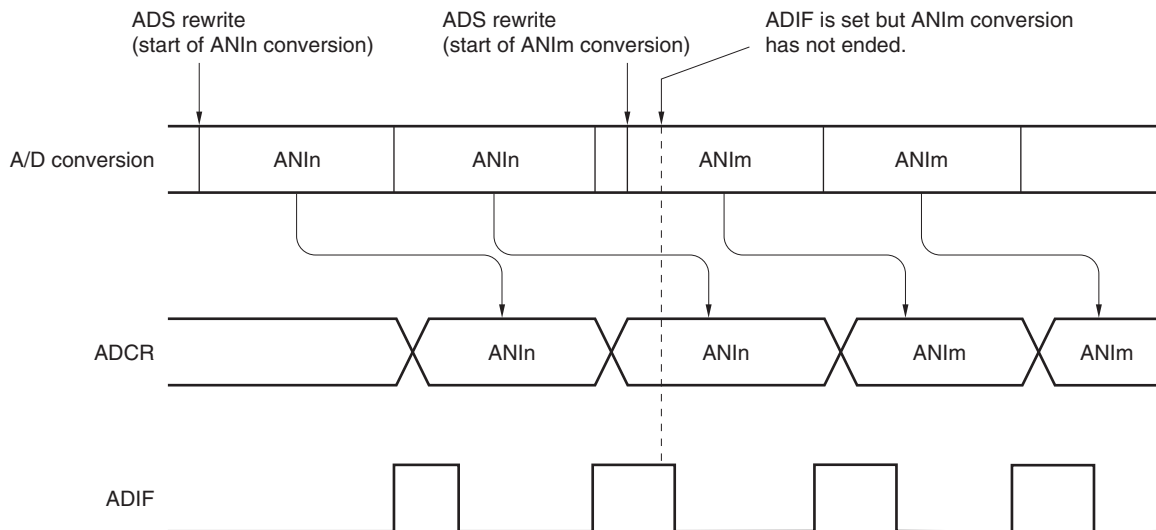 ADS rewrite
(start of ANIn conversion)
ADS rewrite
(start of ANIm conversion)
ADIF is set but ANIm conversion
has not ended.
A/D conversion
ANIn
ANIn
ANIm
ANIm
ADCR
ANIn
ANIn
ANIm
ANIm
ADIF